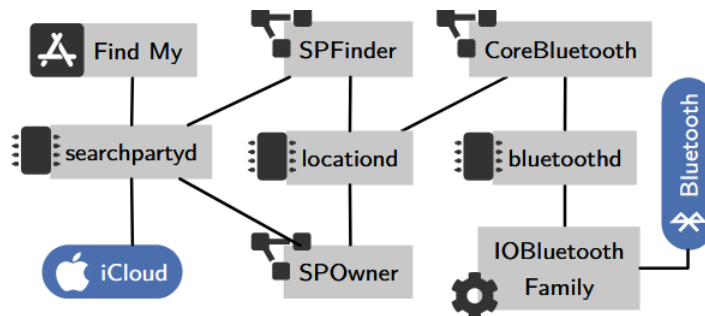 Find My
SPFinder
CoreBluetooth
searchpartyd
locationd
bluetoothd
Bluetooth
iCloud
SPOwner
IOBluetooth
Family